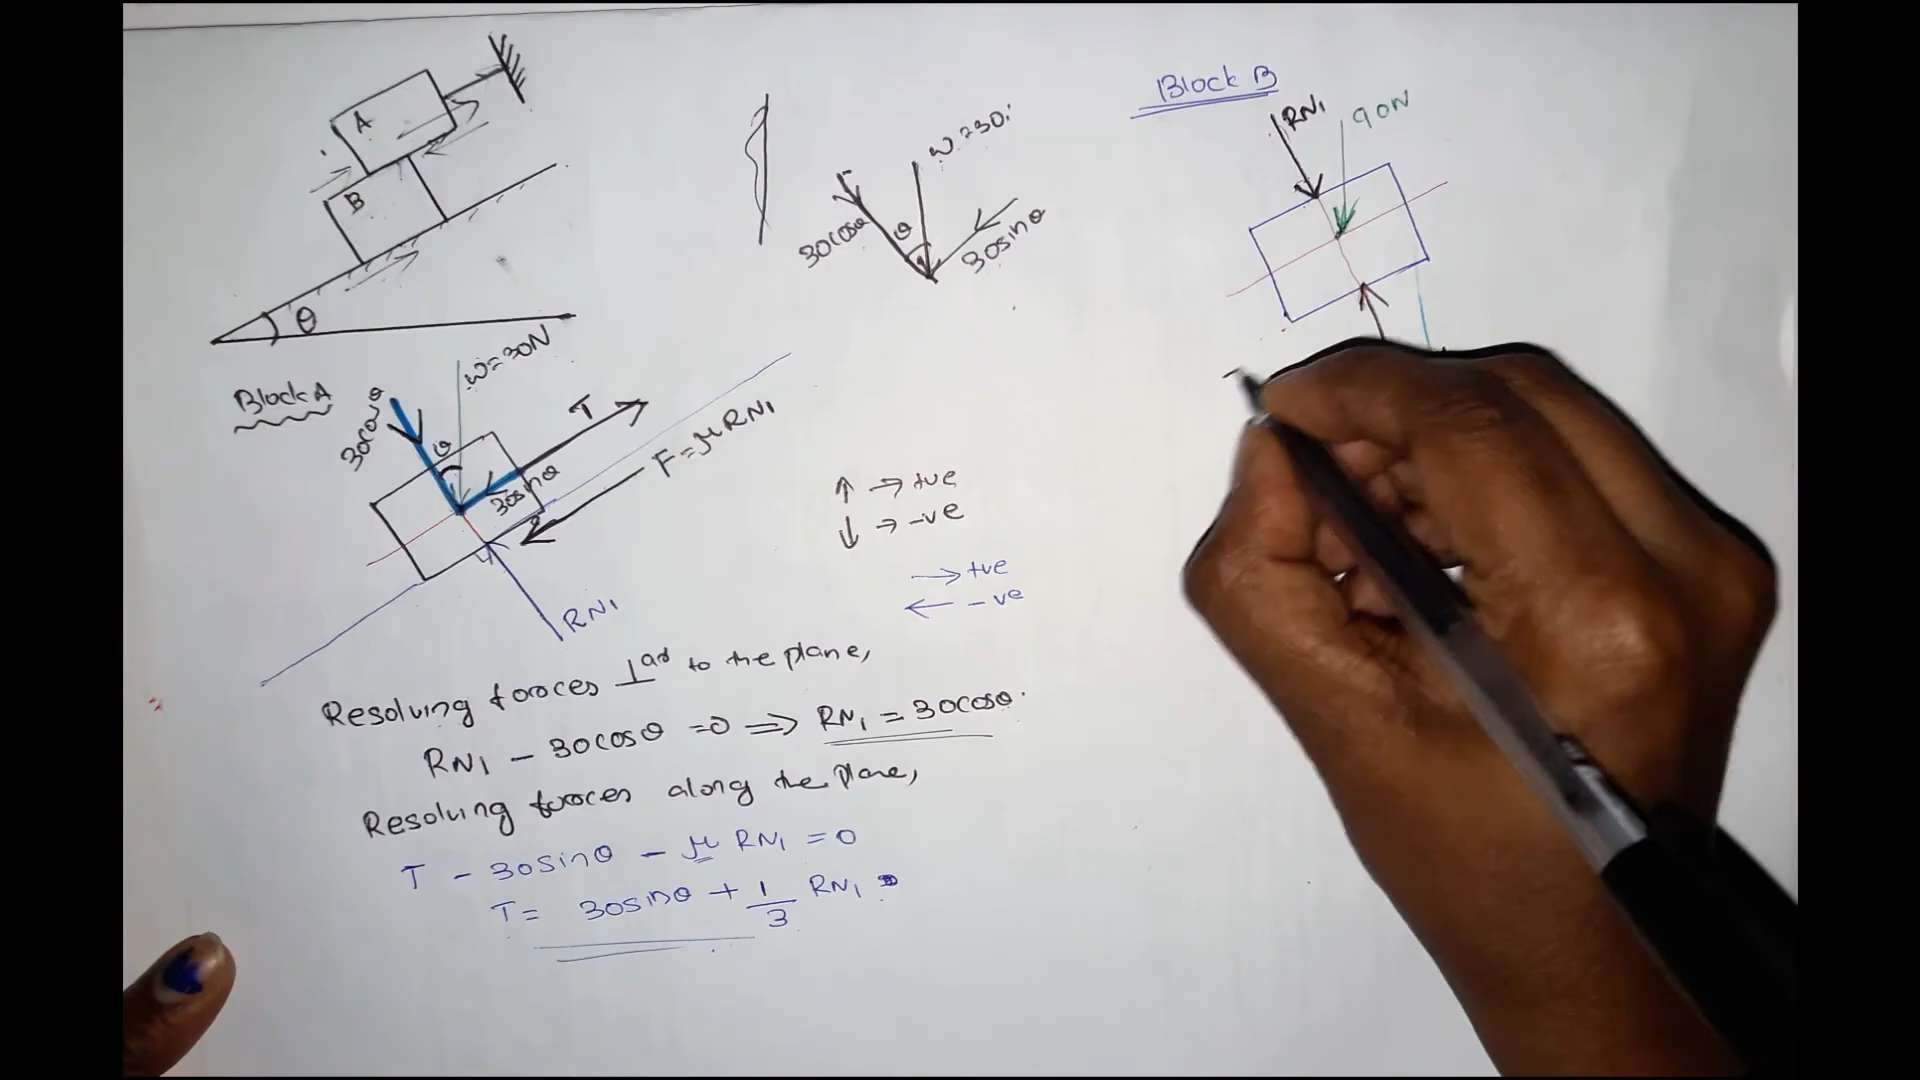 A
B
θ
w=30:
30cosθ
θ
30sinθ
Block B
RN1
90N
Block A
30cosθ
w=30N
θ
T
30sinθ
F=μRN1
RN1
↑ → +ve
↓ → -ve
→ +ve
← -ve
Resolving forces ⊥ar to the plane,
RN1 - 30cosθ =0 => RN1 = 30cosθ.
Resolving forces along the plane,
T - 30sinθ - μ RN1 = 0
T = 30sinθ + 1/3 RN1